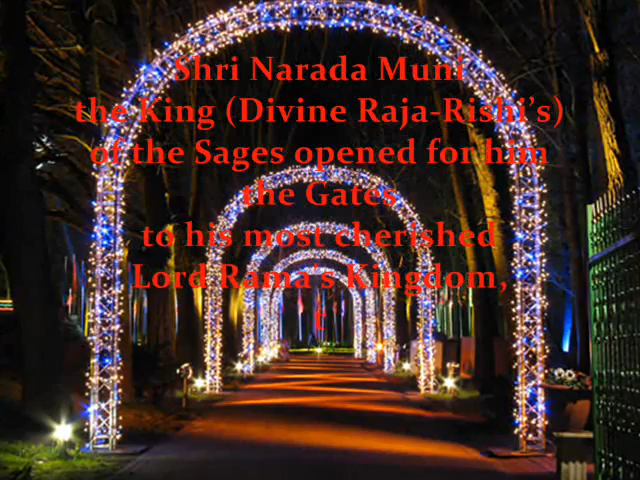 Shri Narada Muni
the King (Divine Raja-Rishi’s)
of the Sages opened for him
the Gates
to his most cherished
Lord Rama’s Kingdom,
t